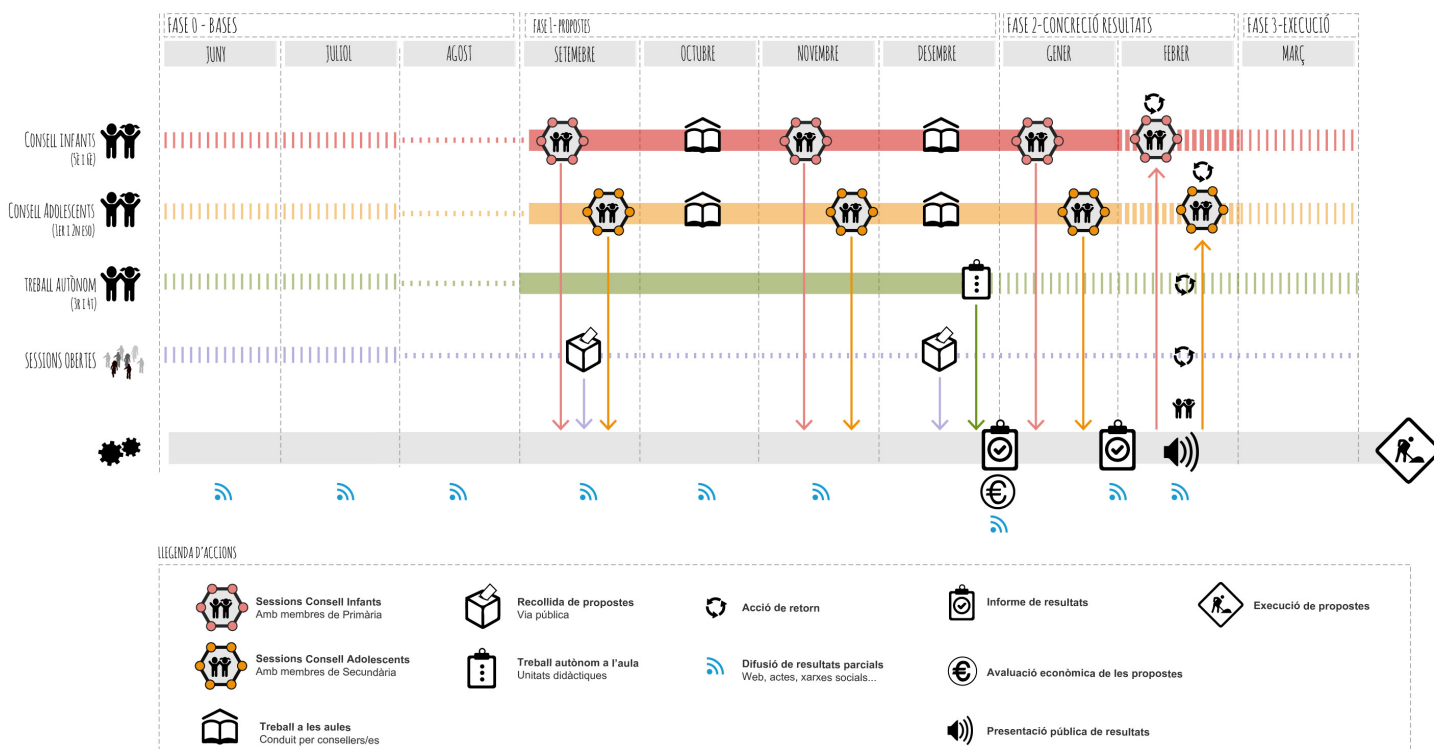 FASE 0 - BASES
FASE 1- PROPOSTES
FASE 2-CONCRECIÓ RESULTATS
FASE 3-EXECUCIÓ
JUNY
JULIOL
AGOST
SETEMBRE
OCTUBRE
NOVEMBRE
DESEMBRE
GENER
FEBRER
MARÇ
CONSELL INFANTS
(5È I 6È)
CONSELL ADOLESCENTS
(1ER I 2N ESO)
TREBALL AUTÒNOM
(3R I 4T)
SESSIONS OBERTES
LLEGENDA D'ACCIONS
Sessions Consell Infants
Amb membres de Primària
Sessions Consell Adolescents
Amb membres de Secundària
Treball a les aules
Conduit per consellers/es
Recollida de propostes
Via pública
Treball autònom a l'aula
Unitats didàctiques
Acció de retorn
Difusió de resultats parcials
Web, actes, xarxes socials...
Informe de resultats
Avaluació econòmica de les propostes
Presentació pública de resultats
Execució de propostes